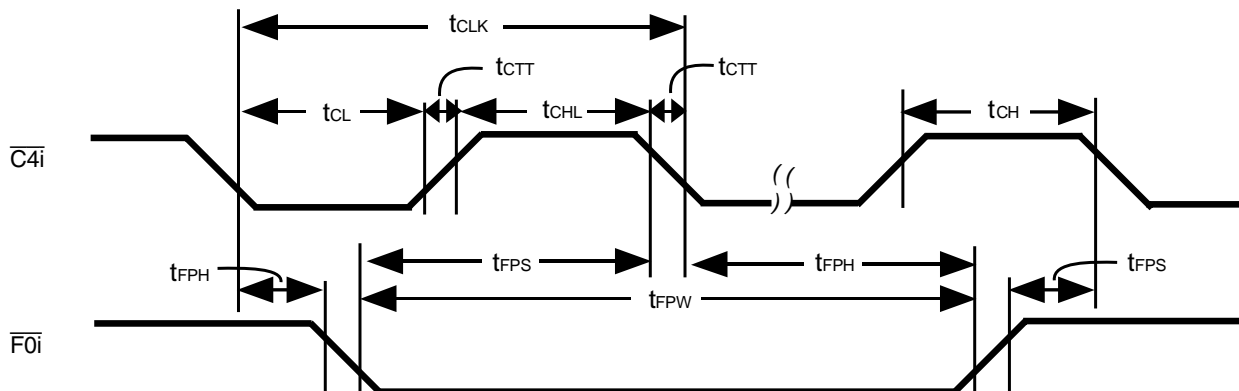 tCLK
tCTT tCTT
tCL tCHL tCH
C4i
tFPH tFPS tFPH tFPS
tFPW
F0i